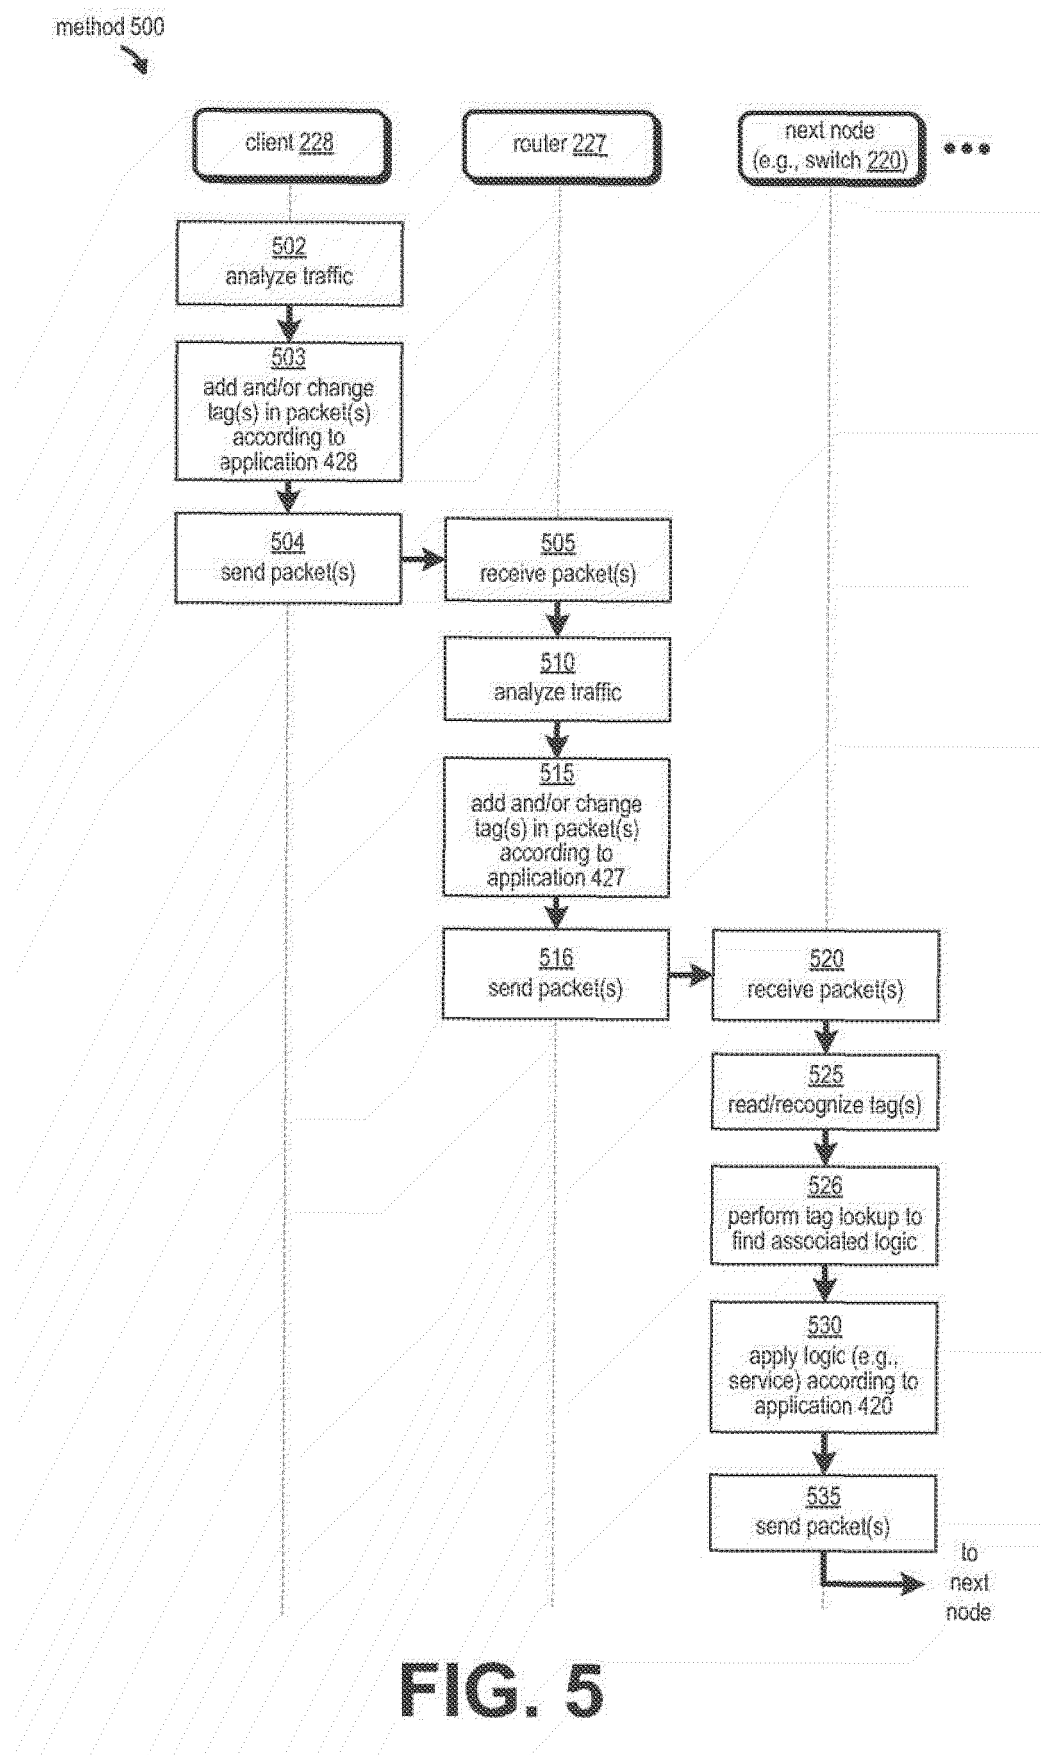 method 500
client 228
router 227
next node
(e.g., switch 220)
502
analyze traffic
503
add and/or change
tag(s) in packet(s)
according to
application 428
504
send packet(s)
505
receive packet(s)
510
analyze traffic
515
add and/or change
tag(s) in packet(s)
according to
application 427
516
send packet(s)
520
receive packet(s)
525
read/recognize tag(s)
526
perform tag lookup to
find associated logic
530
apply logic (e.g.,
service) according to
application 420
535
send packet(s)
to
next
node
FIG. 5